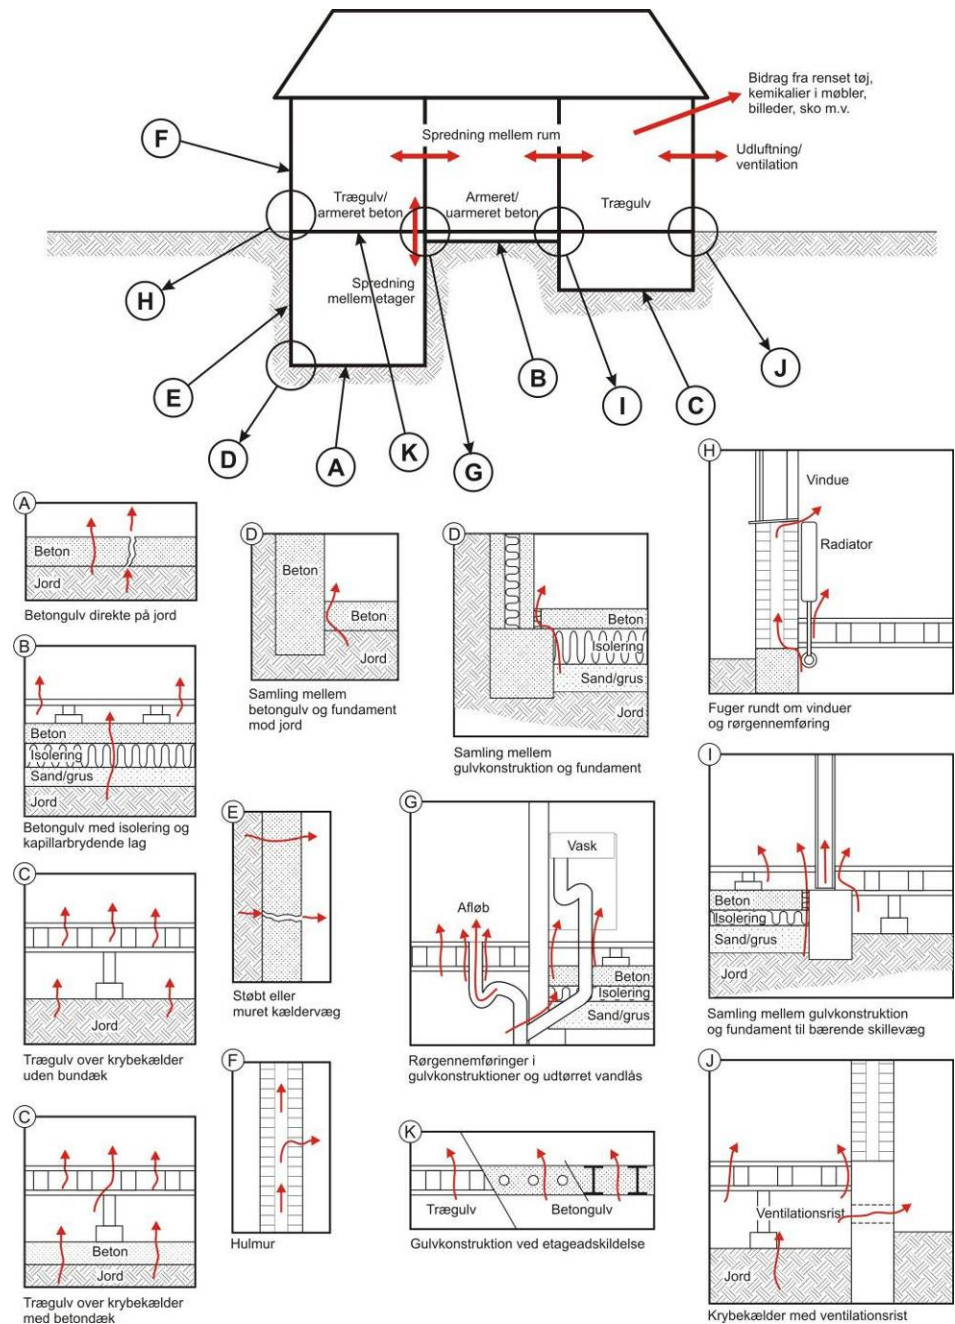 Bidrag fra renset tøj,
kemikalier i møbler,
billeder, sko m.v.
F
Spredning mellem rum
Udluftning/
ventilation
Trægulv/
armeret beton
Armeret/
uarmeret beton
Trægulv
H
Spredning
mellem etager
E
D
A
K
G
B
I
C
J
A
Beton
Jord
Betongulv direkte på jord
B
Beton
Isolering
Sand/grus
Jord
Betongulv med isolering og
kapillarbrydende lag
C
Jord
Trægulv over krybekælder
uden bundæk
C
Beton
Jord
Trægulv over krybekælder
med betondæk
D
Beton
Beton
Jord
Samling mellem
betongulv og fundament
mod jord
E
Støbt eller
muret kældervæg
F
Hulmur
D
Beton
Isolering
Sand/grus
Jord
Samling mellem
gulvkonstruktion og fundament
G
Vask
Afløb
Beton
Isolering
Sand/grus
Rørgennemføringer i
gulvkonstruktioner og udtørret vandlås
K
Trægulv
Betongulv
Gulvkonstruktion ved etageadskildelse
H
Vindue
Radiator
Fuger rundt om vinduer
og rørgennemføring
I
Beton
Isolering
Sand/grus
Jord
Samling mellem gulvkonstruktion
og fundament til bærende skillevæg
J
Ventilationsrist
Jord
Krybekælder med ventilationsrist